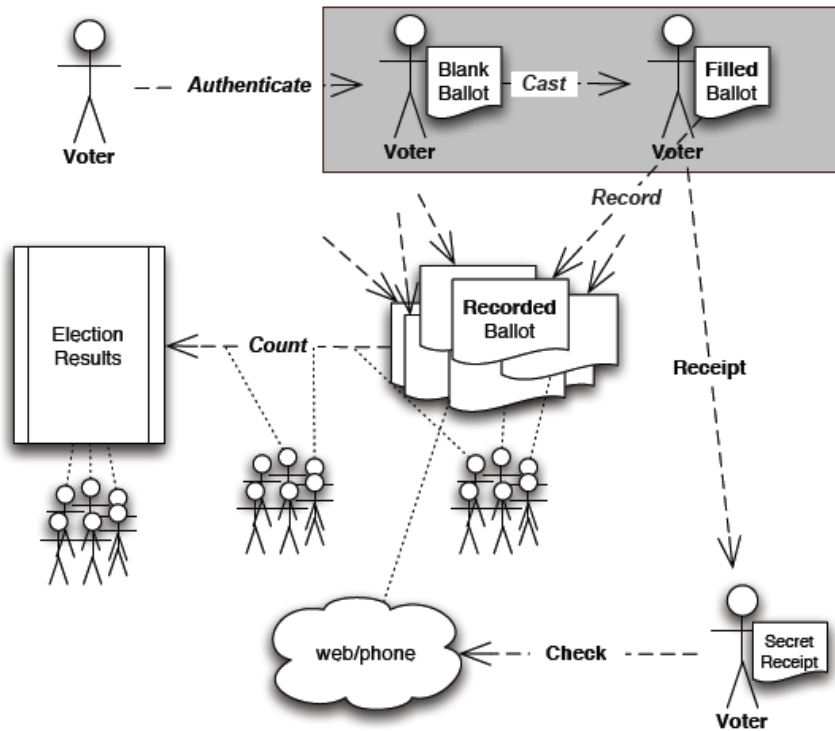 Authenticate
Voter
Blank
Ballot
Voter
Cast
Filled
Ballot
Voter
Record
Election
Results
Count
Recorded
Ballot
Receipt
web/phone
Check
Secret
Receipt
Voter